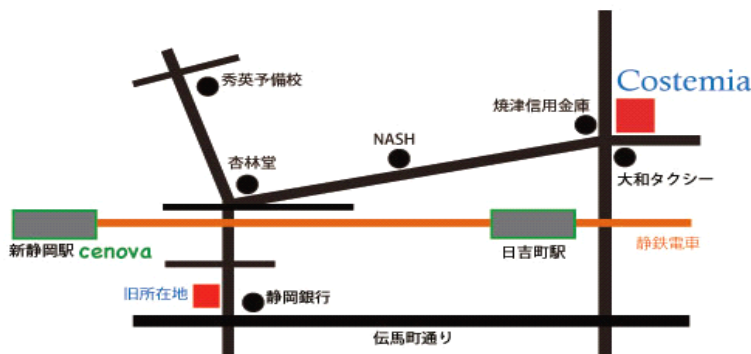 秀英予備校
Costemia
焼津信用金庫
NASH
杏林堂
大和タクシー
新静岡駅 cenova
日吉町駅
静鉄電車
旧所在地
静岡銀行
伝馬町通り